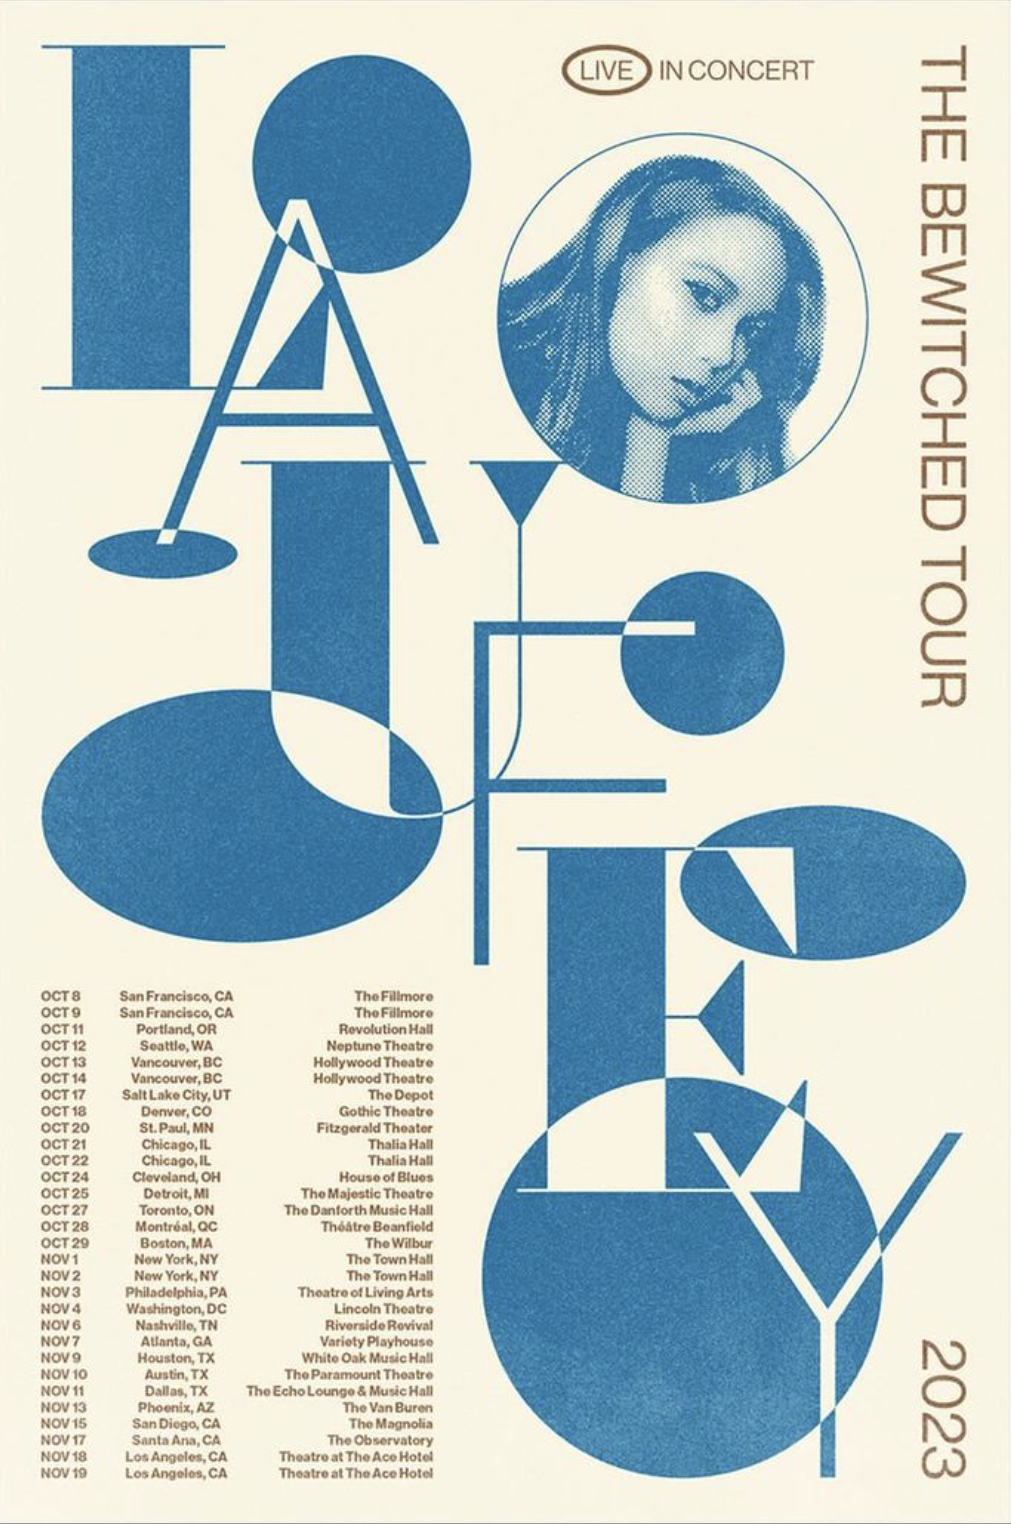 LAUFEY
LIVE IN CONCERT
THE BEWITCHED TOUR
2023
OCT 8 San Francisco, CA The Fillmore
OCT 9 San Francisco, CA The Fillmore
OCT 11 Portland, OR Revolution Hall
OCT 12 Seattle, WA Neptune Theatre
OCT 13 Vancouver, BC Hollywood Theatre
OCT 14 Vancouver, BC Hollywood Theatre
OCT 17 Salt Lake City, UT The Depot
OCT 18 Denver, CO Gothic Theatre
OCT 20 St. Paul, MN Fitzgerald Theater
OCT 21 Chicago, IL Thalia Hall
OCT 22 Chicago, IL Thalia Hall
OCT 24 Cleveland, OH House of Blues
OCT 25 Detroit, MI The Majestic Theatre
OCT 27 Toronto, ON The Danforth Music Hall
OCT 28 Montréal, QC Théâtre Beanfield
OCT 29 Boston, MA The Wilbur
NOV 1 New York, NY The Town Hall
NOV 2 New York, NY The Town Hall
NOV 3 Philadelphia, PA Theatre of Living Arts
NOV 4 Washington, DC Lincoln Theatre
NOV 6 Nashville, TN Riverside Revival
NOV 7 Atlanta, GA Variety Playhouse
NOV 9 Houston, TX White Oak Music Hall
NOV 10 Austin, TX The Paramount Theatre
NOV 11 Dallas, TX The Echo Lounge & Music Hall
NOV 13 Phoenix, AZ The Van Buren
NOV 15 San Diego, CA The Magnolia
NOV 17 Santa Ana, CA The Observatory
NOV 18 Los Angeles, CA Theatre at The Ace Hotel
NOV 19 Los Angeles, CA Theatre at The Ace Hotel